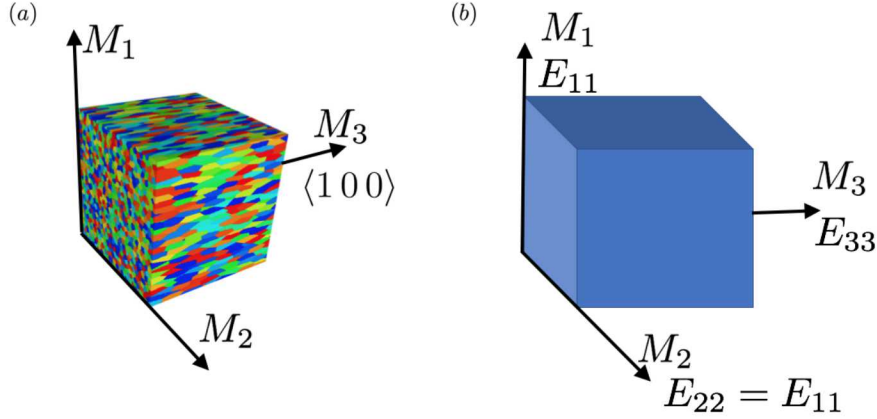 (a)
M₁
M₃
⟨1 0 0⟩
M₂
(b)
M₁
E₁₁
M₃
E₃₃
M₂
E₂₂ = E₁₁